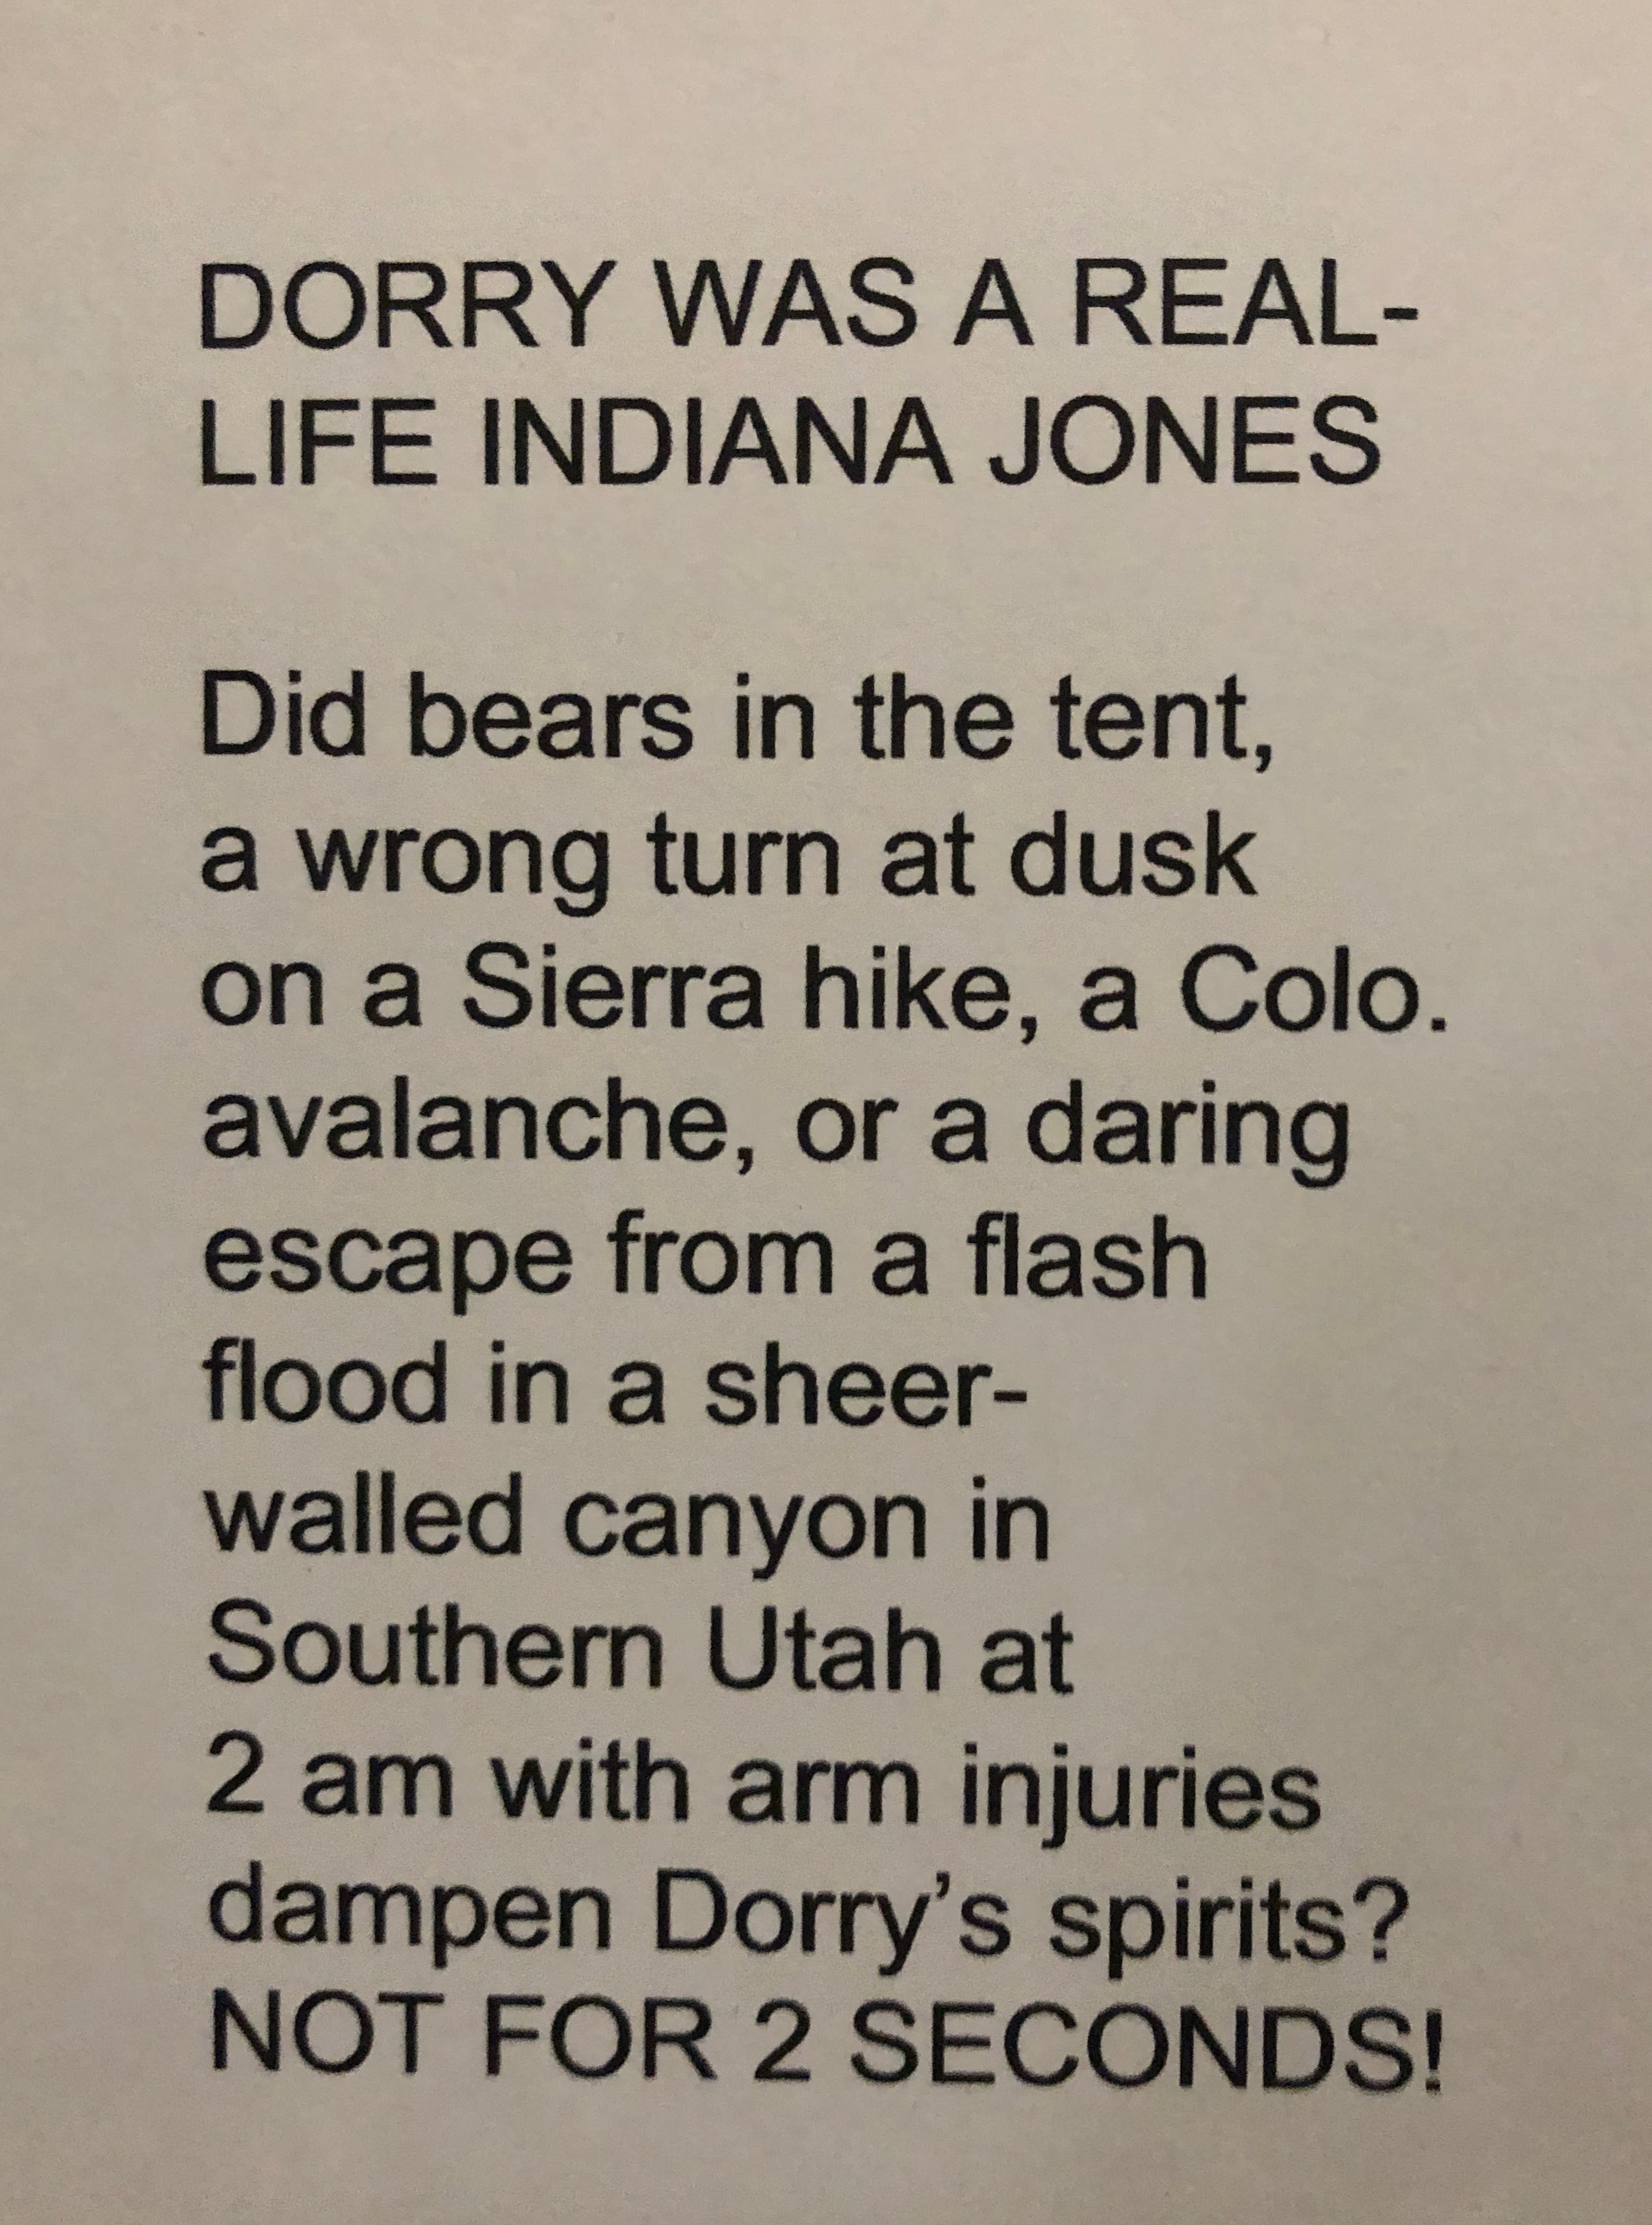 DORRY WAS A REAL-
LIFE INDIANA JONES
Did bears in the tent,
a wrong turn at dusk
on a Sierra hike, a Colo.
avalanche, or a daring
escape from a flash
flood in a sheer-
walled canyon in
Southern Utah at
2 am with arm injuries
dampen Dorry’s spirits?
NOT FOR 2 SECONDS!